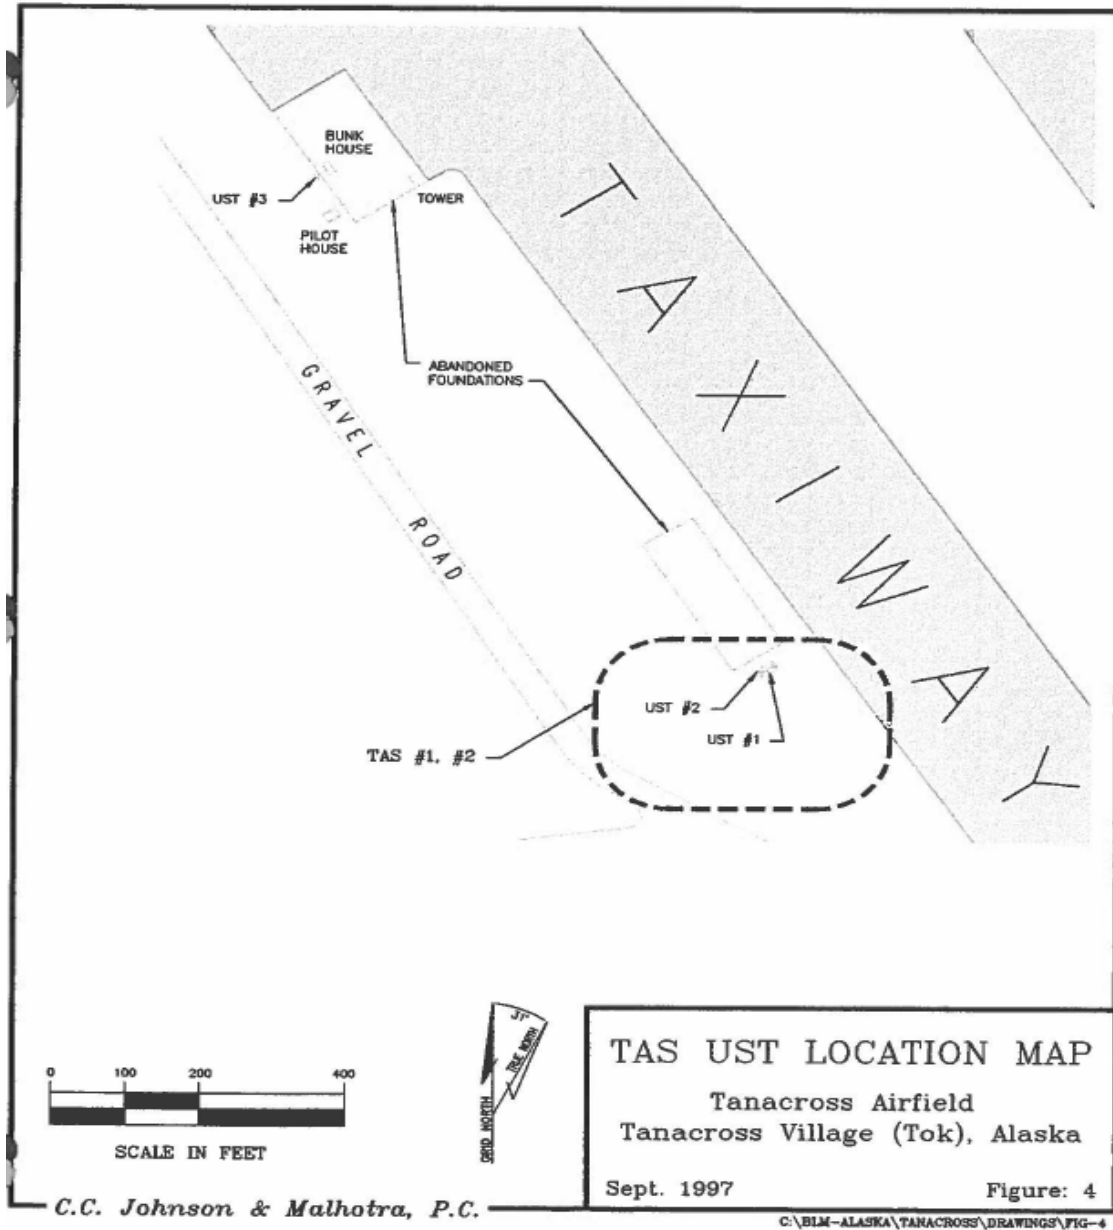 BUNK
HOUSE
UST #3
TOWER
PILOT
HOUSE
TAXIWAY
ABANDONED
FOUNDATIONS
GRAVEL ROAD
UST #2
UST #1
TAS #1, #2
31°
TRUE NORTH
GRID NORTH
0 100 200 400
SCALE IN FEET
TAS UST LOCATION MAP
Tanacross Airfield
Tanacross Village (Tok), Alaska
Sept. 1997 Figure: 4
C.C. Johnson & Malhotra, P.C.
C:\BLM-ALASKA\TANACROSS\DRAWINGS\FIG-4